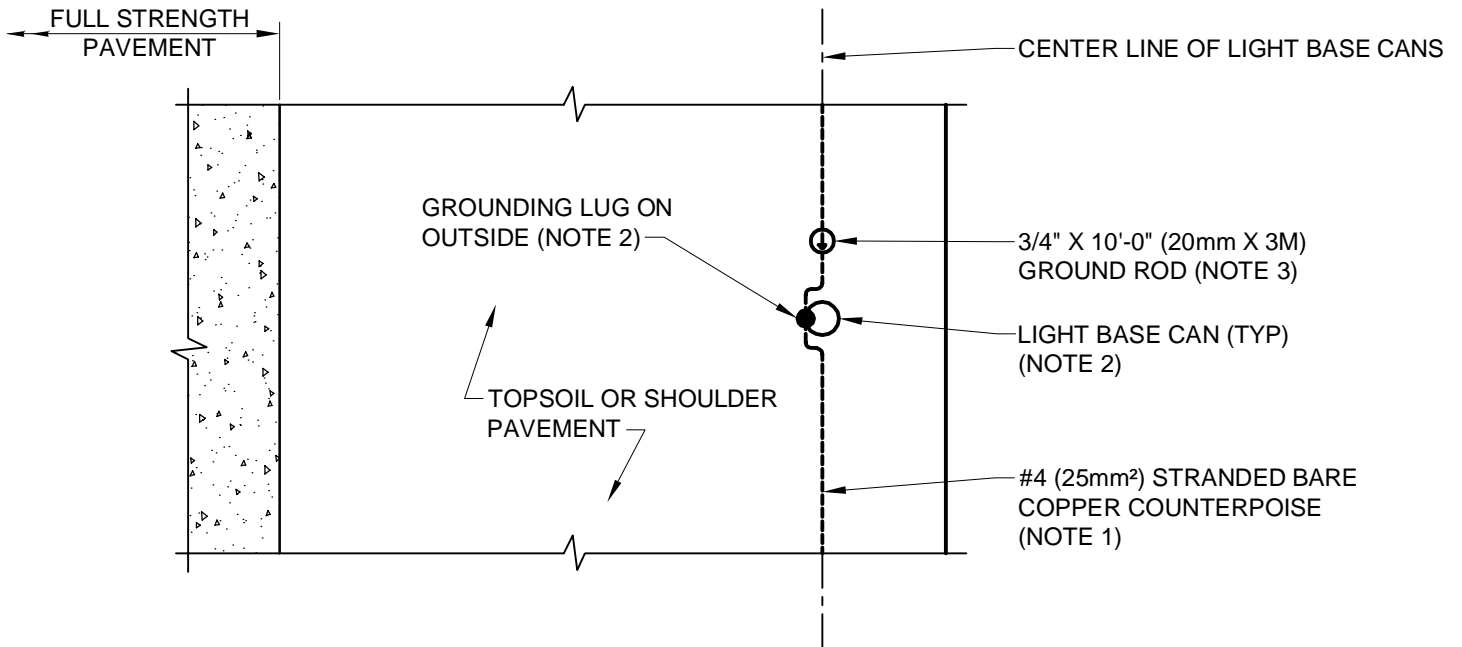 FULL STRENGTH
PAVEMENT
CENTER LINE OF LIGHT BASE CANS
GROUNDING LUG ON
OUTSIDE (NOTE 2)
3/4" X 10'-0" (20mm X 3M)
GROUND ROD (NOTE 3)
LIGHT BASE CAN (TYP)
(NOTE 2)
TOPSOIL OR SHOULDER
PAVEMENT
#4 (25mm²) STRANDED BARE
COPPER COUNTERPOISE
(NOTE 1)